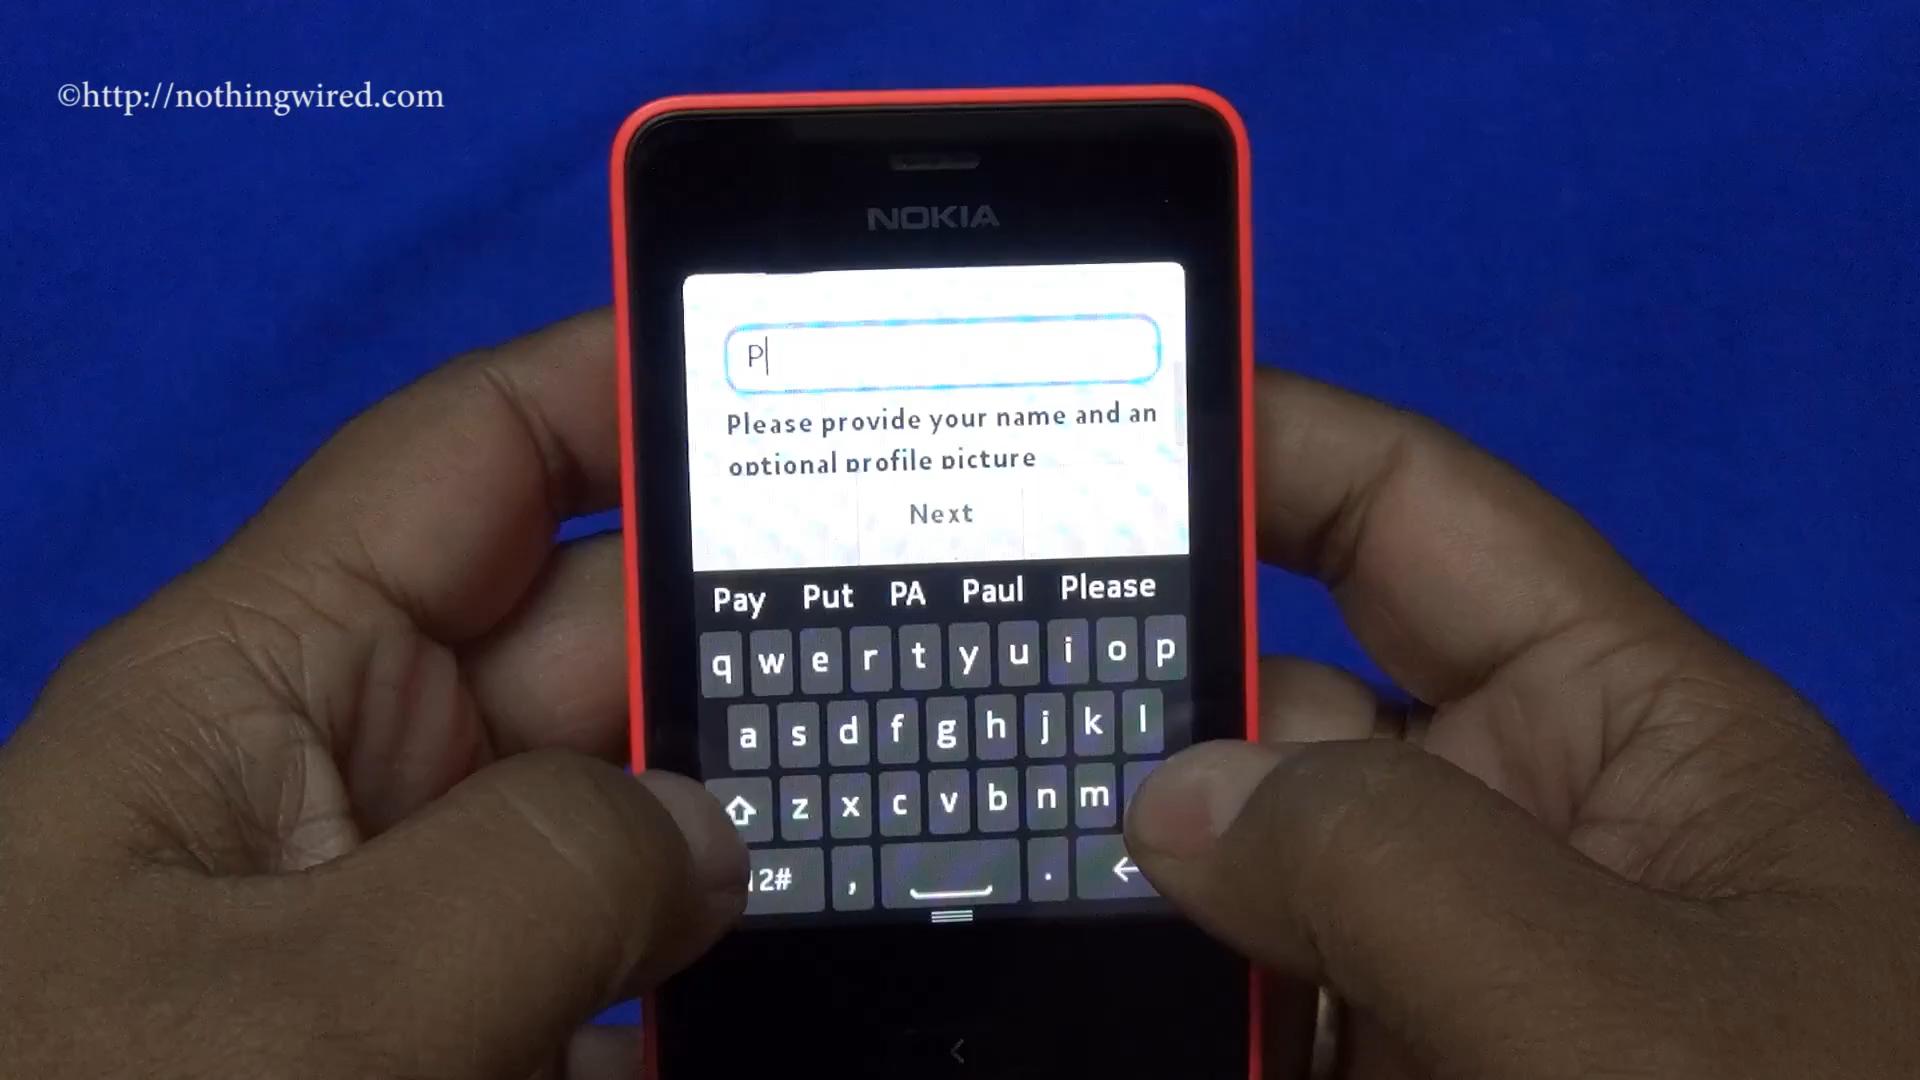 ©http://nothingwired.com
NOKIA
P
Please provide your name and an
optional profile picture
Next
Pay Put PA Paul Please
q w e r t y u i o p
a s d f g h j k l
z x c v b n m
12# , .